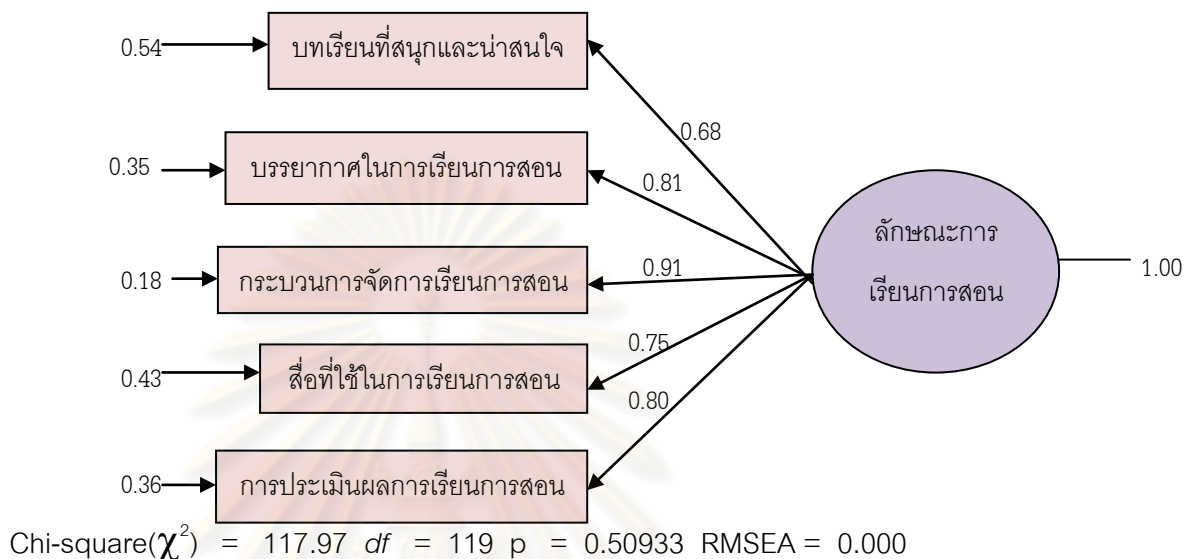 0.54
บทเรียนที่สนุกและน่าสนใจ
0.68
0.35
บรรยากาศในการเรียนการสอน
0.81
ลักษณะการ
เรียนการสอน
1.00
0.18
กระบวนการจัดการเรียนการสอน
0.91
0.43
สื่อที่ใช้ในการเรียนการสอน
0.75
0.80
0.36
การประเมินผลการเรียนการสอน
Chi-square(χ²) = 117.97 df = 119 p = 0.50933 RMSEA = 0.000